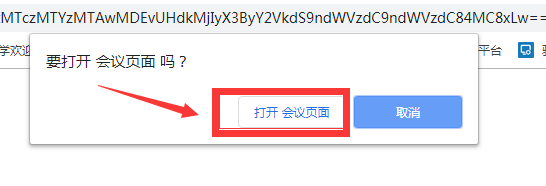 MTczMTYzMTAwMDEvUHdkMjIyX3ByY2VkdS9ndWVzdC9ndWVzdC84MC8xLw==
学欢
平台
要打开 会议页面 吗？
打开 会议页面
取消